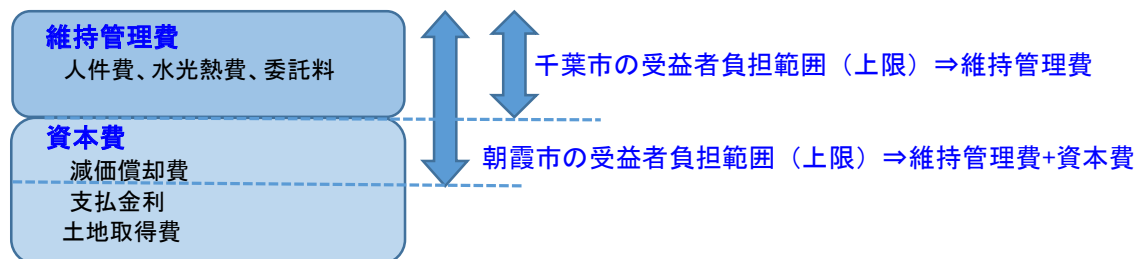 維持管理費
人件費、水光熱費、委託料
千葉市の受益者負担範囲（上限）⇒維持管理費
資本費
朝霞市の受益者負担範囲（上限）⇒維持管理費+資本費
減価償却費
支払金利
土地取得費